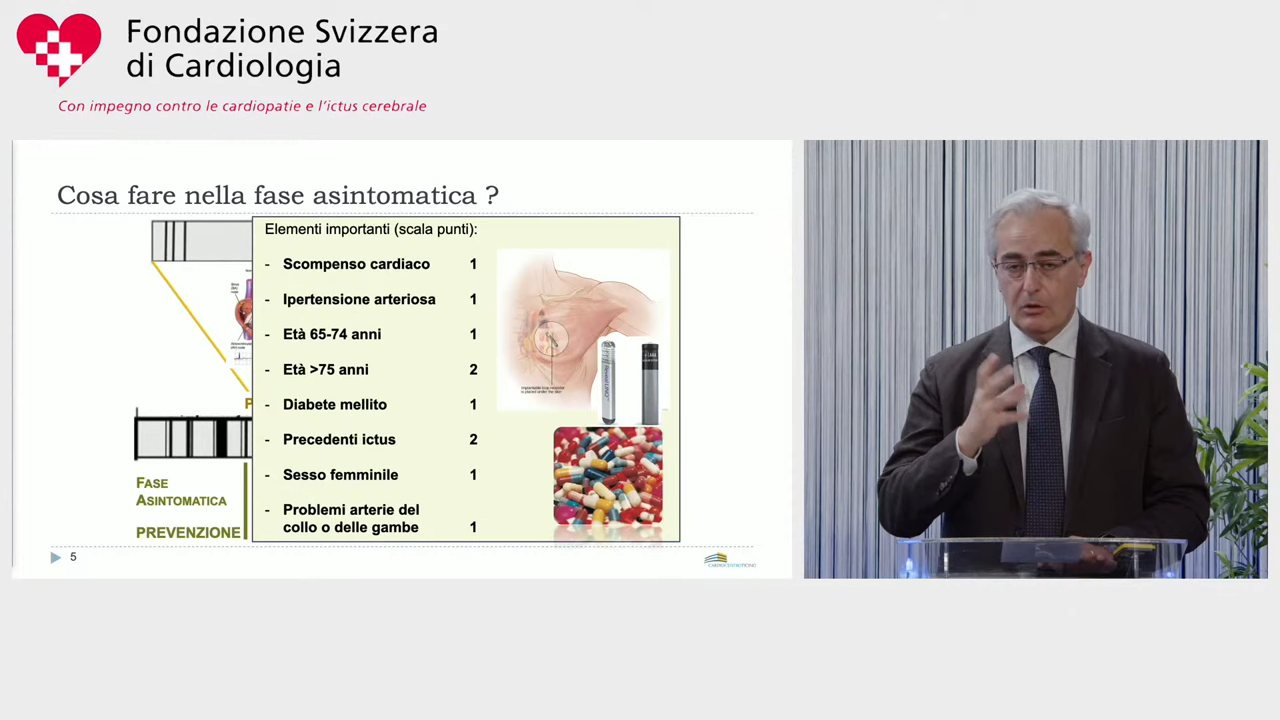 Fondazione Svizzera
di Cardiologia
Con impegno contro le cardiopatie e l’ictus cerebrale
Cosa fare nella fase asintomatica ?
Elementi importanti (scala punti):
- Scompenso cardiaco 1
- Ipertensione arteriosa 1
- Età 65-74 anni 1
- Età >75 anni 2
- Diabete mellito 1
- Precedenti ictus 2
- Sesso femminile 1
- Problemi arterie del
collo o delle gambe 1
FASE
ASINTOMATICA
PREVENZIONE
5
CARDIOCENTROTICINO